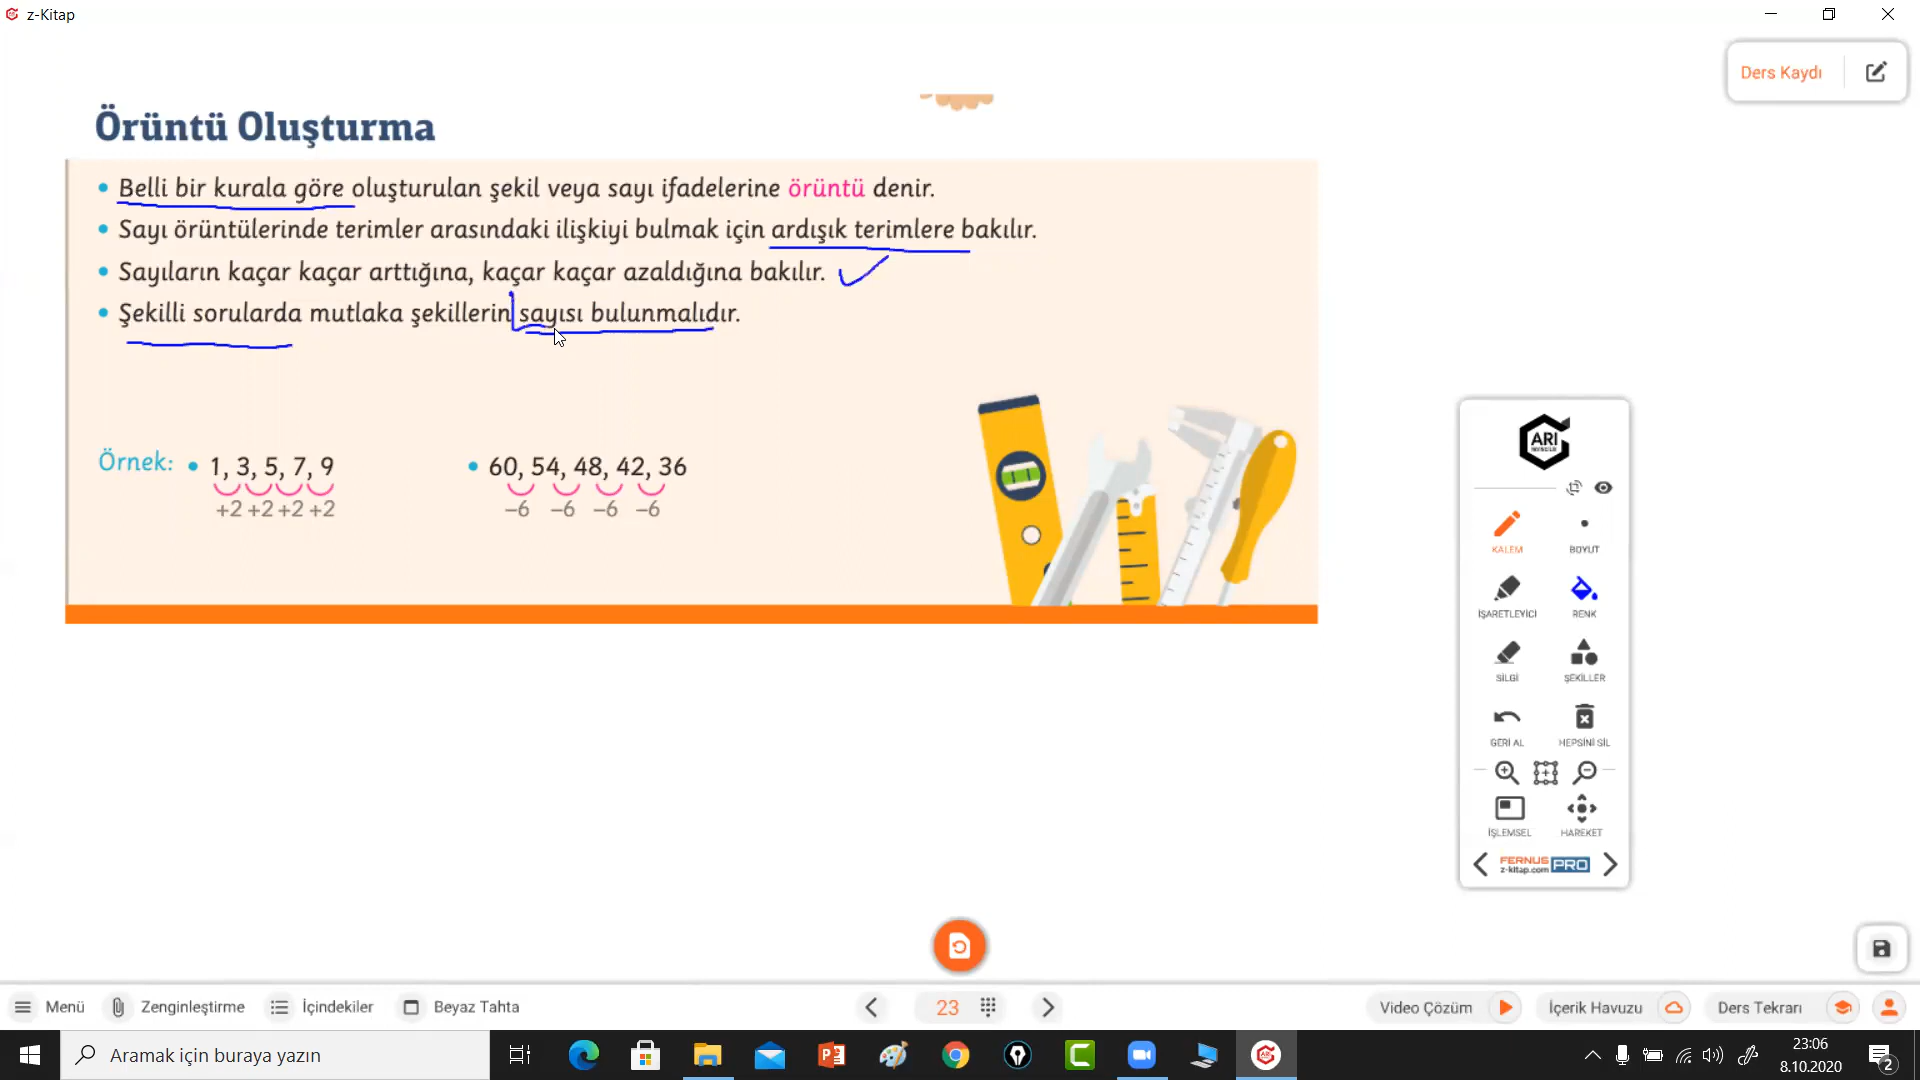 z-Kitap
Ders Kaydı
Örüntü Oluşturma
• Belli bir kurala göre oluşturulan şekil veya sayı ifadelerine örüntü denir.
• Sayı örüntülerinde terimler arasındaki ilişkiyi bulmak için ardışık terimlere bakılır.
• Sayıların kaçar kaçar arttığına, kaçar kaçar azaldığına bakılır.
• Şekilli sorularda mutlaka şekillerin sayısı bulunmalıdır.
Örnek: • 1, 3, 5, 7, 9 • 60, 54, 48, 42, 36
+2 +2 +2 +2 −6 −6 −6 −6
ARI
KALEM BOYUT
İŞARETLEYİCİ RENK
SİLGİ ŞEKİLLER
GERİ AL HEPSİNİ SİL
İŞLEMSEL HAREKET
FERNUS PRO
z-kitap.com
Menü Zenginleştirme İçindekiler Beyaz Tahta 23 Video Çözüm İçerik Havuzu Ders Tekrarı
Aramak için buraya yazın
23:06
8.10.2020
2